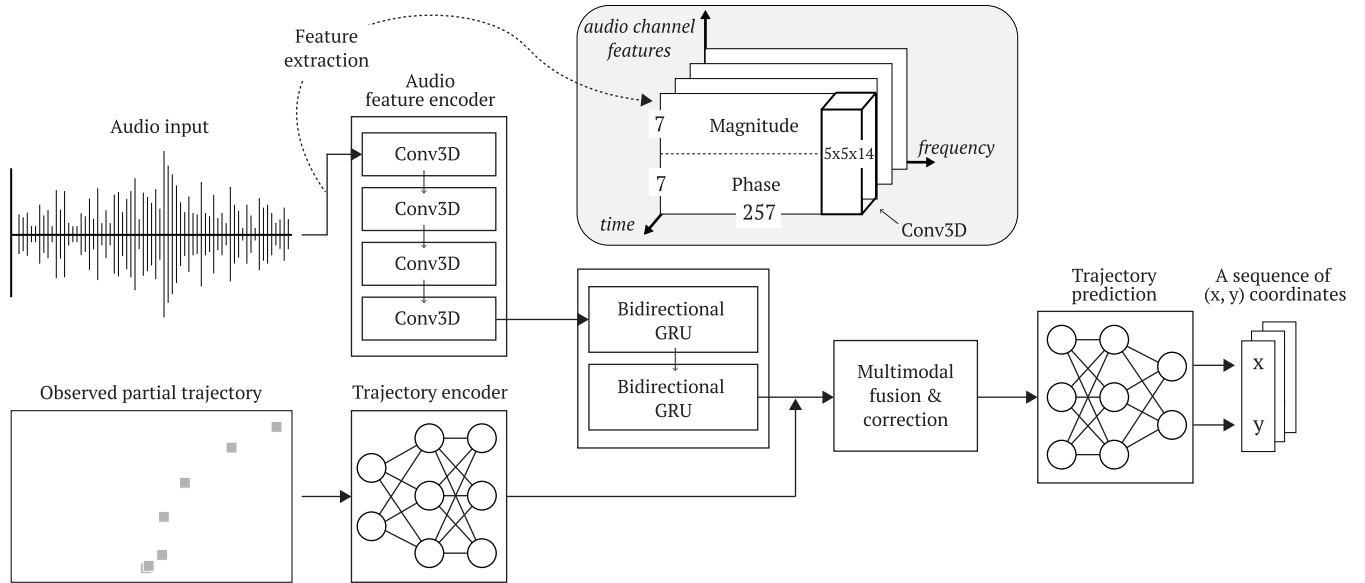 Feature
extraction
Audio
feature encoder
Audio input
Conv3D
Conv3D
Conv3D
Conv3D
audio channel
features
7
Magnitude
5x5x14
frequency
7
Phase
257
time
Conv3D
Bidirectional
GRU
Bidirectional
GRU
Observed partial trajectory
Trajectory encoder
Multimodal
fusion &
correction
Trajectory
prediction
A sequence of
(x, y) coordinates
x
y